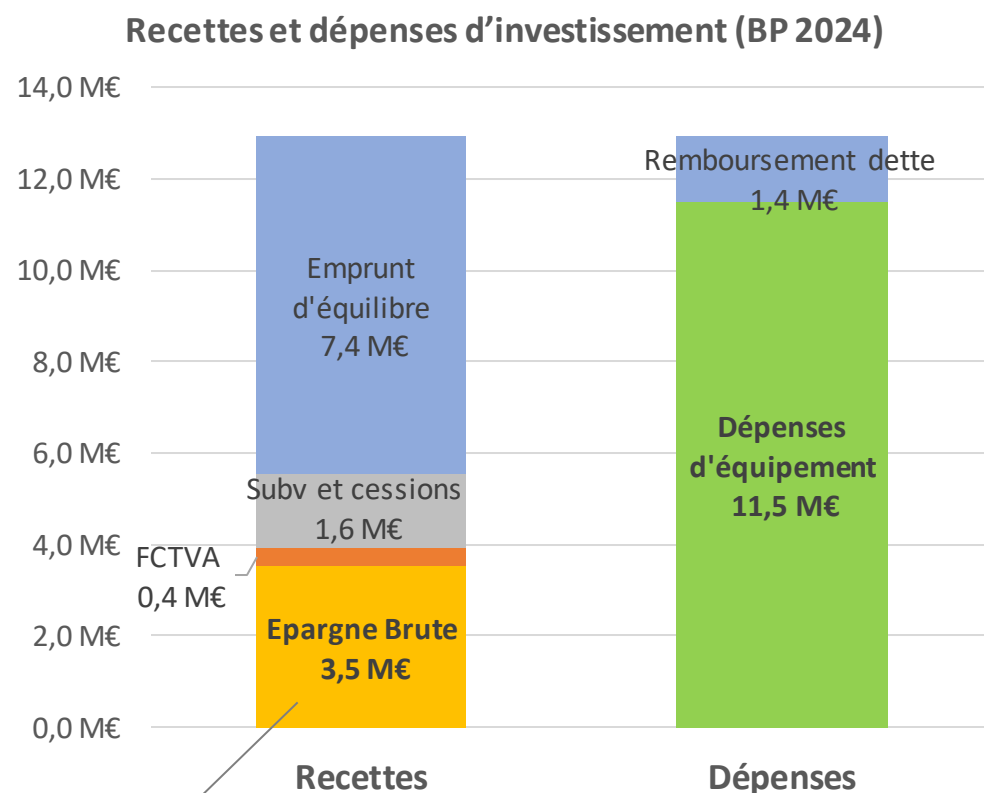 Recettes et dépenses d'investissement (BP 2024)
14,0 M€
12,0 M€
10,0 M€
8,0 M€
6,0 M€
4,0 M€
2,0 M€
0,0 M€
Emprunt
d'équilibre
7,4 M€
Subv et cessions
1,6 M€
FCTVA
0,4 M€
Epargne Brute
3,5 M€
Remboursement dette
1,4 M€
Dépenses
d'équipement
11,5 M€
Recettes
Dépenses